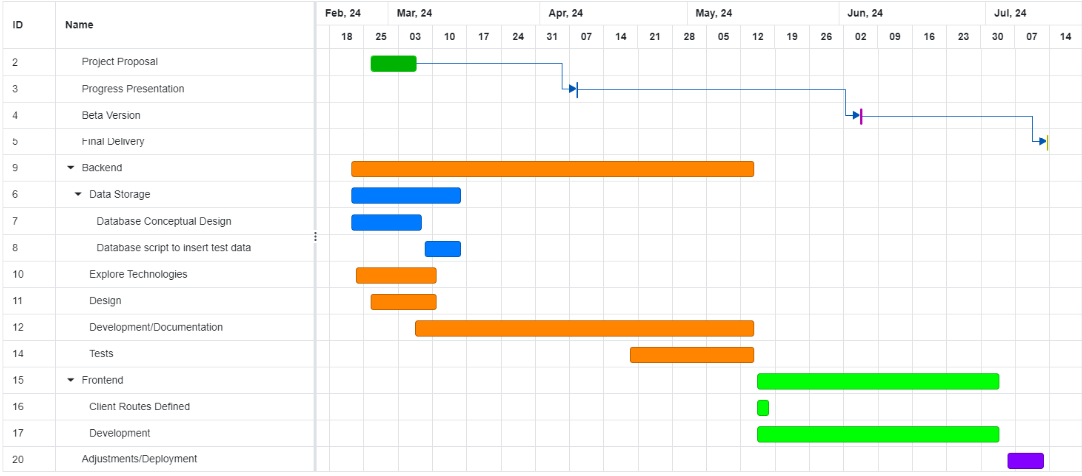 ID Name Feb, 24 Mar, 24 Apr, 24 May, 24 Jun, 24 Jul, 24
18 25 03 10 17 24 31 07 14 21 28 05 12 19 26 02 09 16 23 30 07 14
2 Project Proposal
3 Progress Presentation
4 Beta Version
5 Final Delivery
9 Backend
6 Data Storage
7 Database Conceptual Design
8 Database script to insert test data
10 Explore Technologies
11 Design
12 Development/Documentation
14 Tests
15 Frontend
16 Client Routes Defined
17 Development
20 Adjustments/Deployment